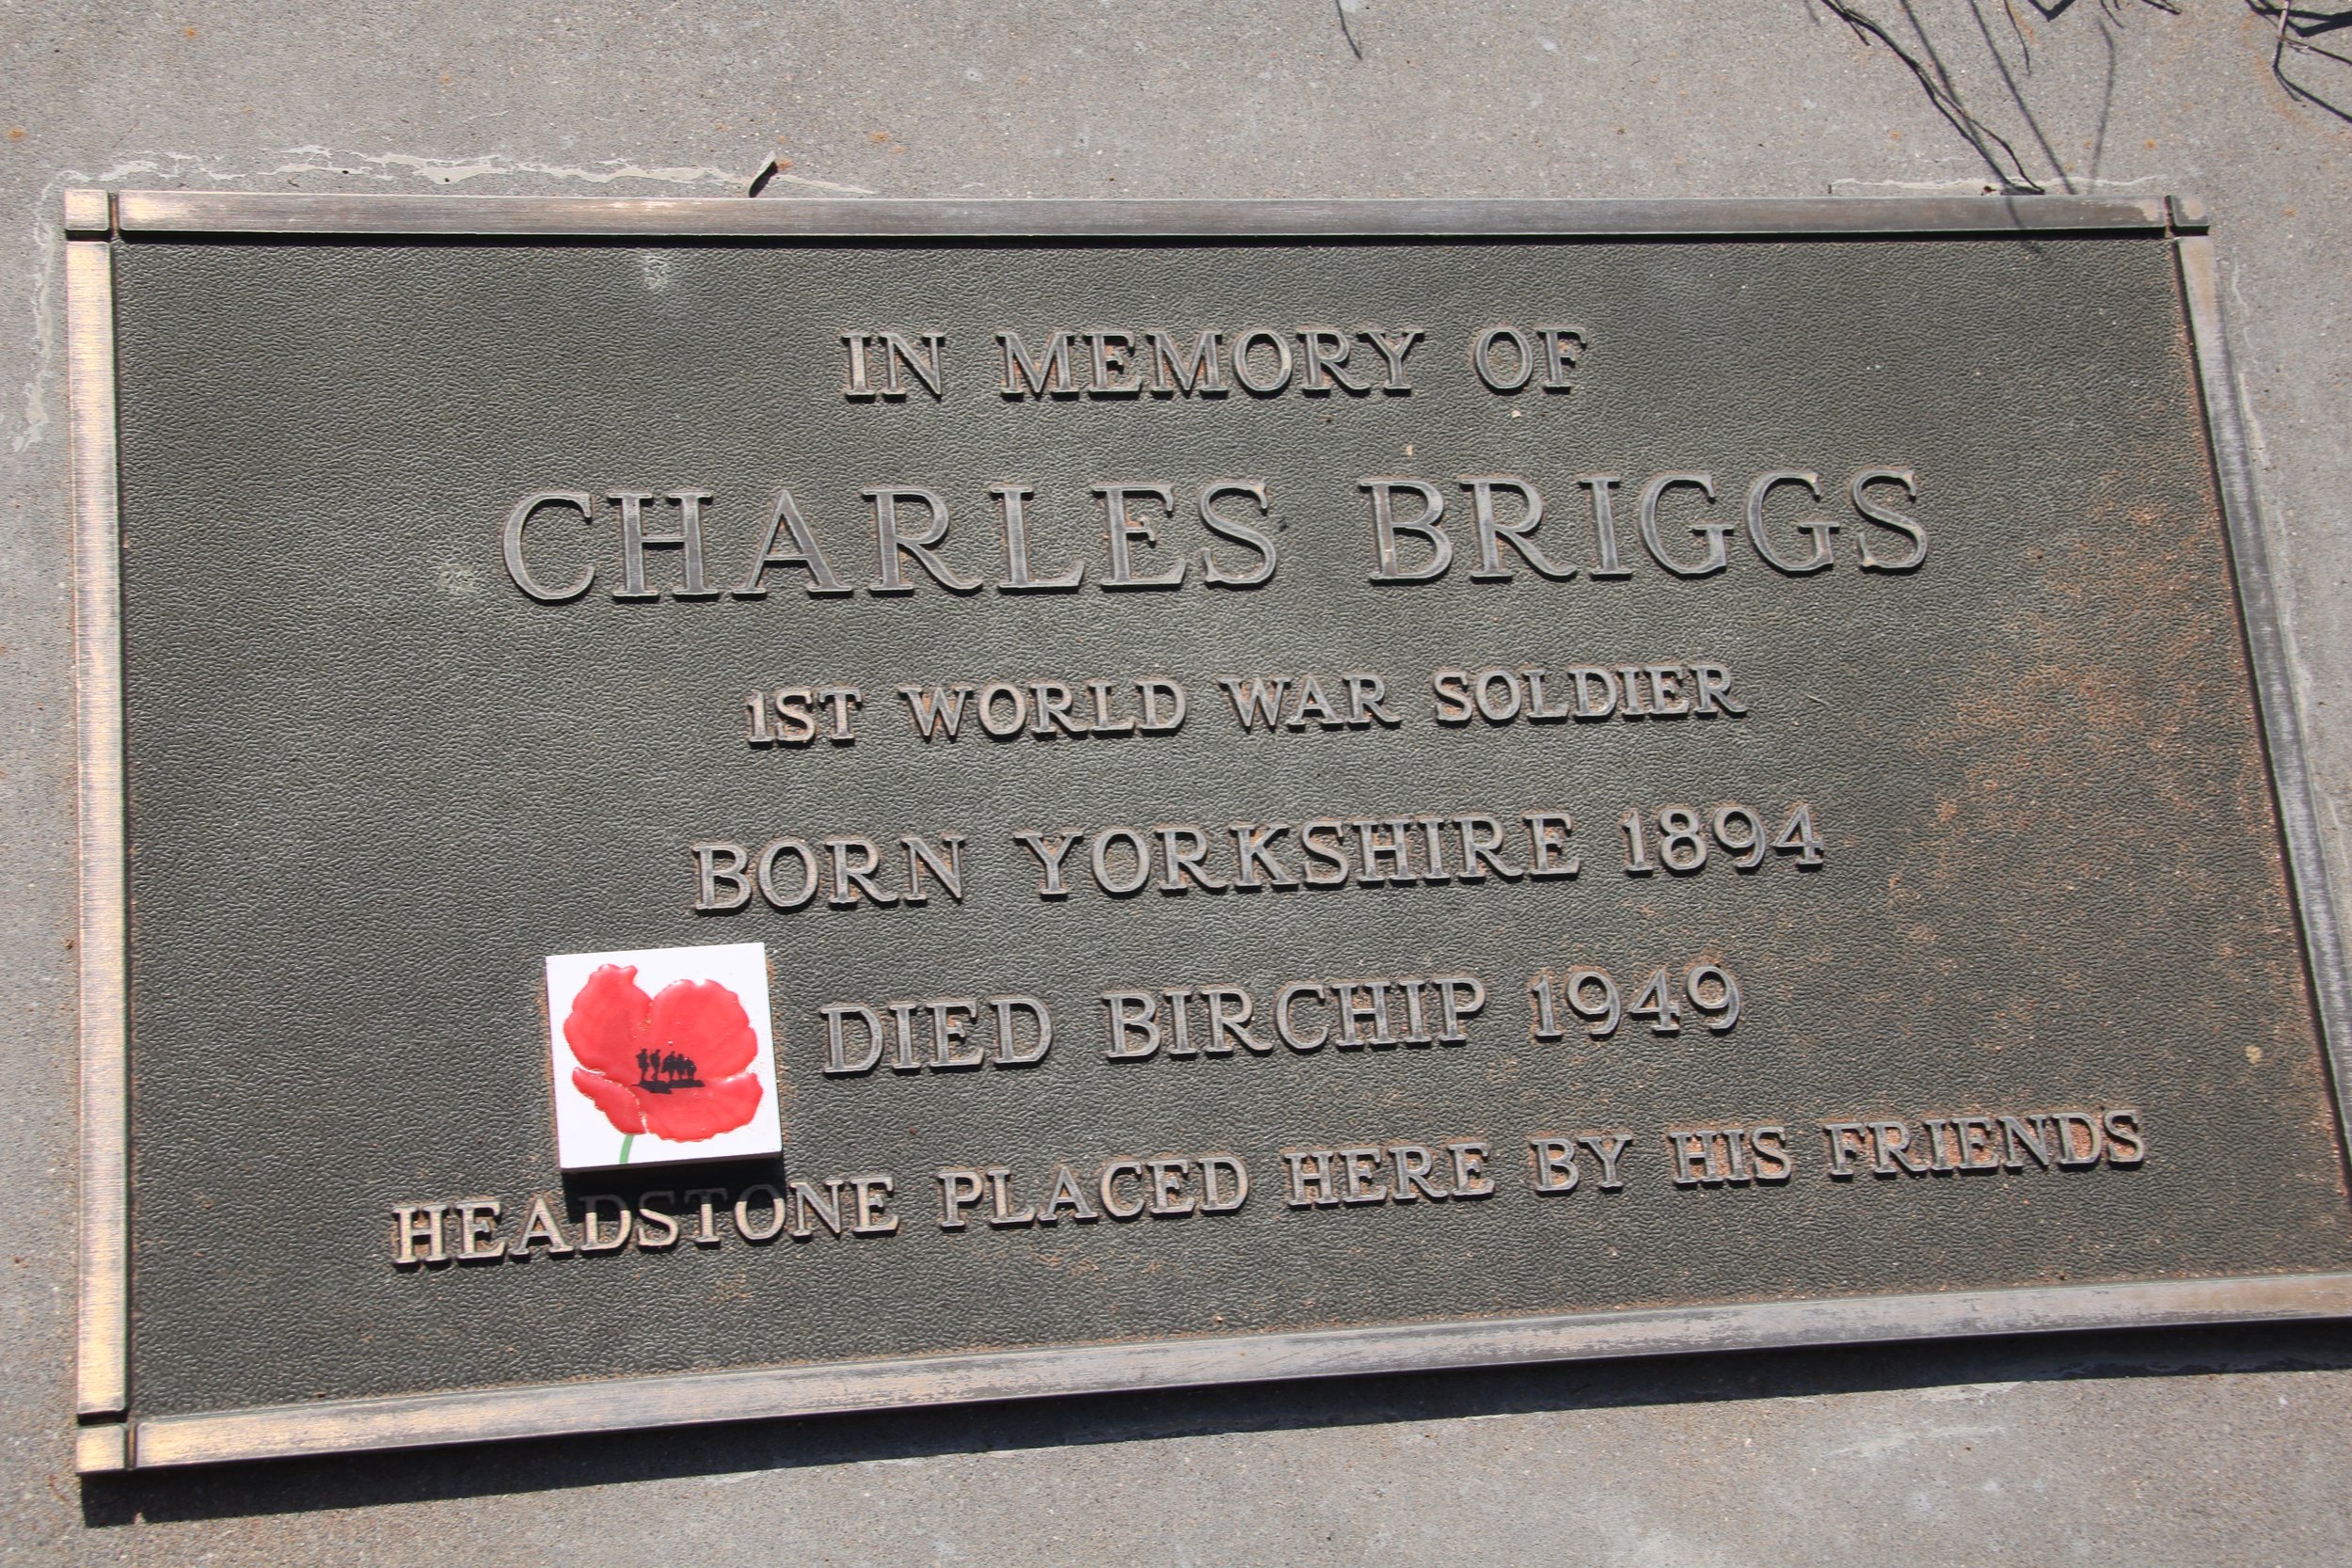 IN MEMORY OF
CHARLES BRIGGS
1ST WORLD WAR SOLDIER
BORN YORKSHIRE 1894
DIED BIRCHIP 1949
HEADSTONE PLACED HERE BY HIS FRIENDS